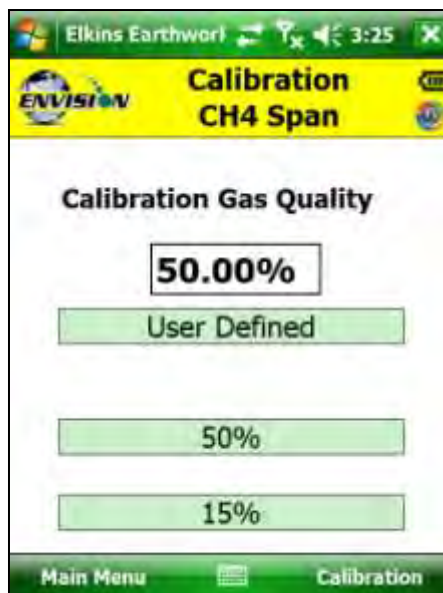 Elkins Earthworl 3:25
ENVISION
Calibration
CH4 Span
Calibration Gas Quality
50.00%
User Defined
50%
15%
Main Menu Calibration